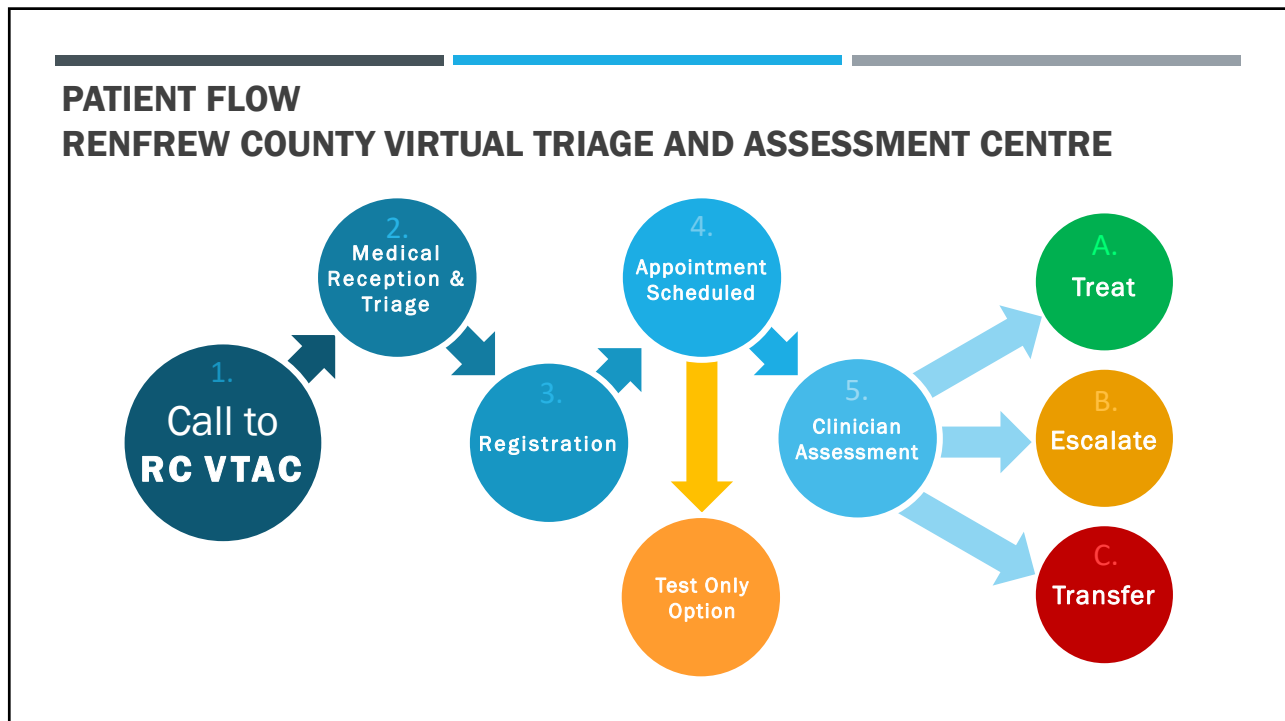 PATIENT FLOW
RENFREW COUNTY VIRTUAL TRIAGE AND ASSESSMENT CENTRE
1.
Call to
RC VTAC
2.
Medical
Reception &
Triage
3.
Registration
4.
Appointment
Scheduled
Test Only
Option
5.
Clinician
Assessment
A.
Treat
B.
Escalate
C.
Transfer